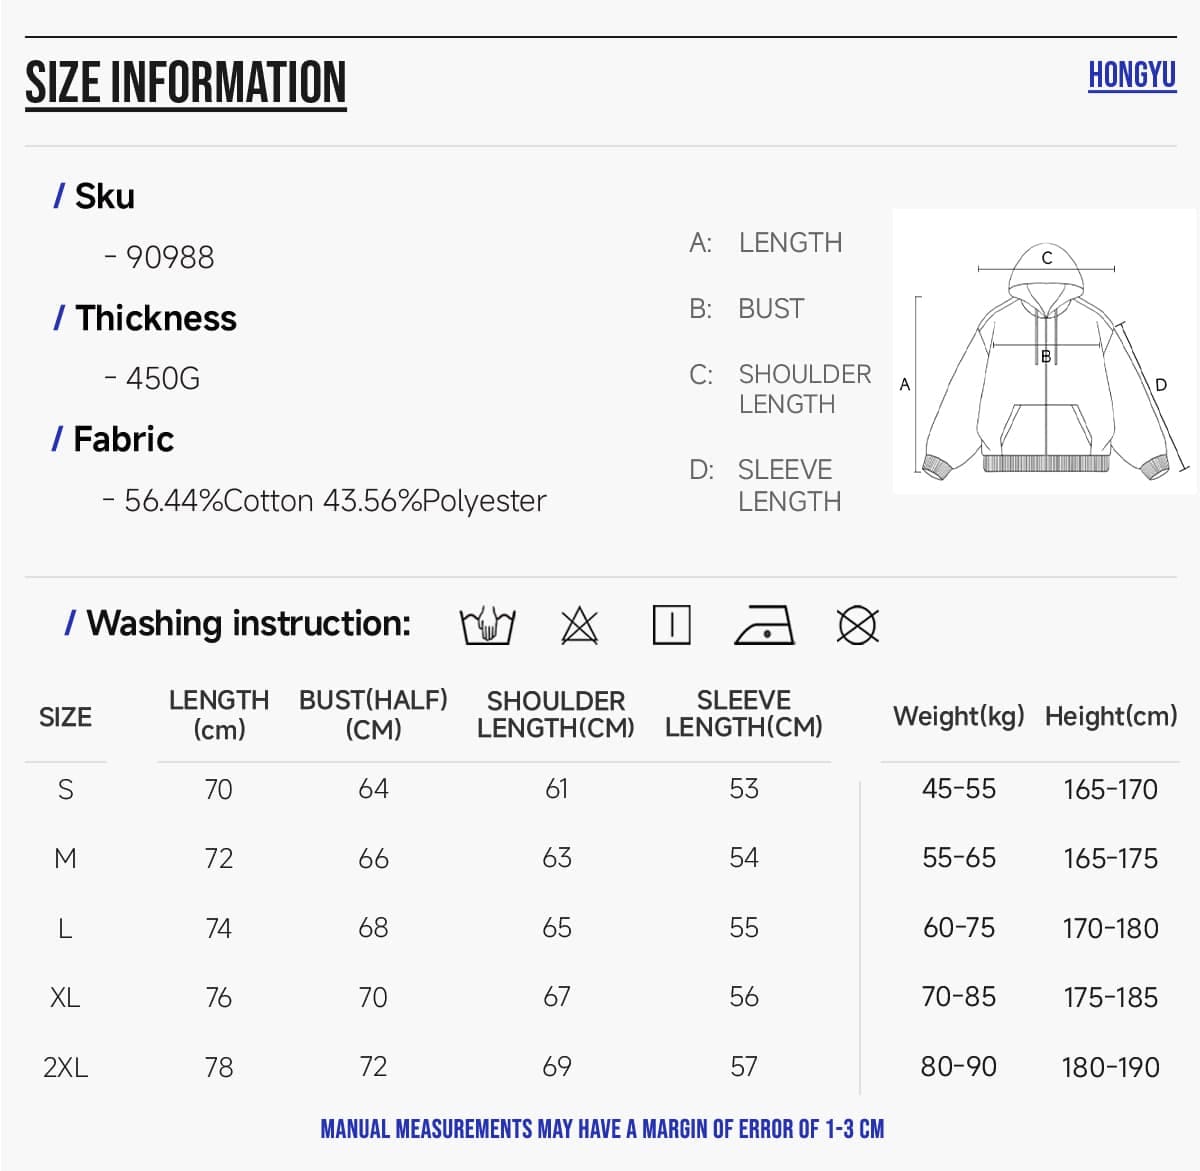 SIZE INFORMATION
HONGYU
/ Sku
- 90988
/ Thickness
- 450G
/ Fabric
- 56.44%Cotton 43.56%Polyester
A: LENGTH
B: BUST
C: SHOULDER
LENGTH
D: SLEEVE
LENGTH
C
B
A
D
/ Washing instruction:
SIZE LENGTH (cm) BUST(HALF) (CM) SHOULDER LENGTH(CM) SLEEVE LENGTH(CM) Weight(kg) Height(cm)
S 70 64 61 53 45-55 165-170
M 72 66 63 54 55-65 165-175
L 74 68 65 55 60-75 170-180
XL 76 70 67 56 70-85 175-185
2XL 78 72 69 57 80-90 180-190
MANUAL MEASUREMENTS MAY HAVE A MARGIN OF ERROR OF 1-3 CM